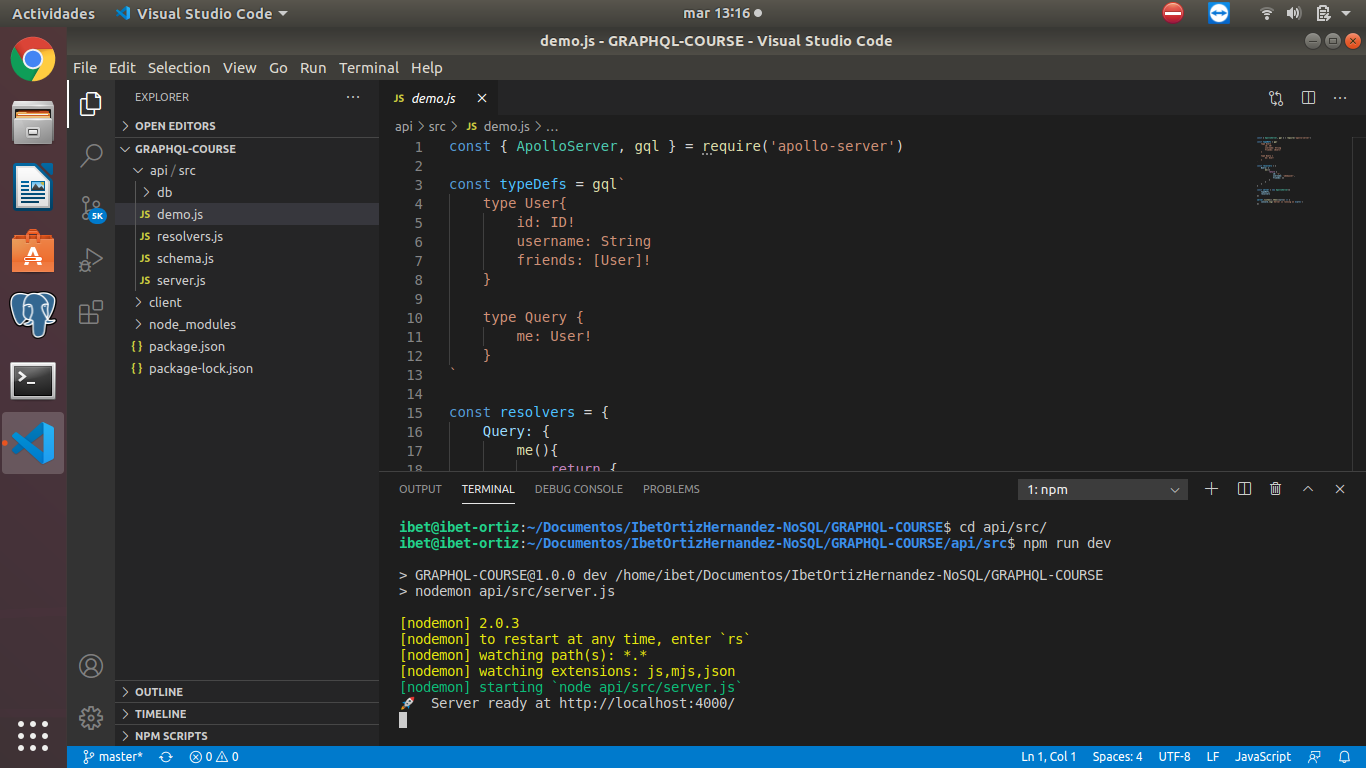 Actividades Visual Studio Code mar 13:16
demo.js - GRAPHQL-COURSE - Visual Studio Code
File Edit Selection View Go Run Terminal Help
EXPLORER ···
OPEN EDITORS
GRAPHQL-COURSE
api / src
db
JS demo.js
JS resolvers.js
JS schema.js
JS server.js
client
node_modules
{} package.json
{} package-lock.json
5K
OUTLINE
TIMELINE
NPM SCRIPTS
JS demo.js
api > src > JS demo.js > ...
1 const { ApolloServer, gql } = require('apollo-server')
2
3 const typeDefs = gql`
4 type User{
5 id: ID!
6 username: String
7 friends: [User]!
8 }
9
10 type Query {
11 me: User!
12 }
13 `
14
15 const resolvers = {
16 Query: {
17 me(){
18 return {
OUTPUT TERMINAL DEBUG CONSOLE PROBLEMS 1: npm
ibet@ibet-ortiz:~/Documentos/IbetOrtizHernandez-NoSQL/GRAPHQL-COURSE$ cd api/src/
ibet@ibet-ortiz:~/Documentos/IbetOrtizHernandez-NoSQL/GRAPHQL-COURSE/api/src$ npm run dev
> GRAPHQL-COURSE@1.0.0 dev /home/ibet/Documentos/IbetOrtizHernandez-NoSQL/GRAPHQL-COURSE
> nodemon api/src/server.js
[nodemon] 2.0.3
[nodemon] to restart at any time, enter `rs`
[nodemon] watching path(s): *.*
[nodemon] watching extensions: js,mjs,json
[nodemon] starting `node api/src/server.js`
🚀 Server ready at http://localhost:4000/
master* 0 0 Ln 1, Col 1 Spaces: 4 UTF-8 LF JavaScript